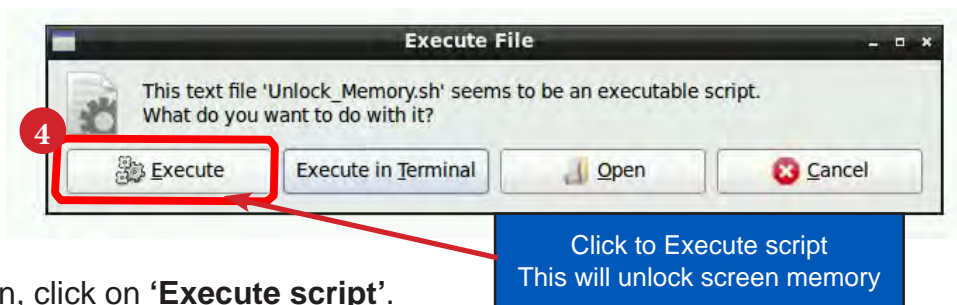 Execute File
This text file 'Unlock_Memory.sh' seems to be an executable script.
What do you want to do with it?
4
Execute
Execute in Terminal
Open
Cancel
Click to Execute script
This will unlock screen memory
click on ‘Execute script’.